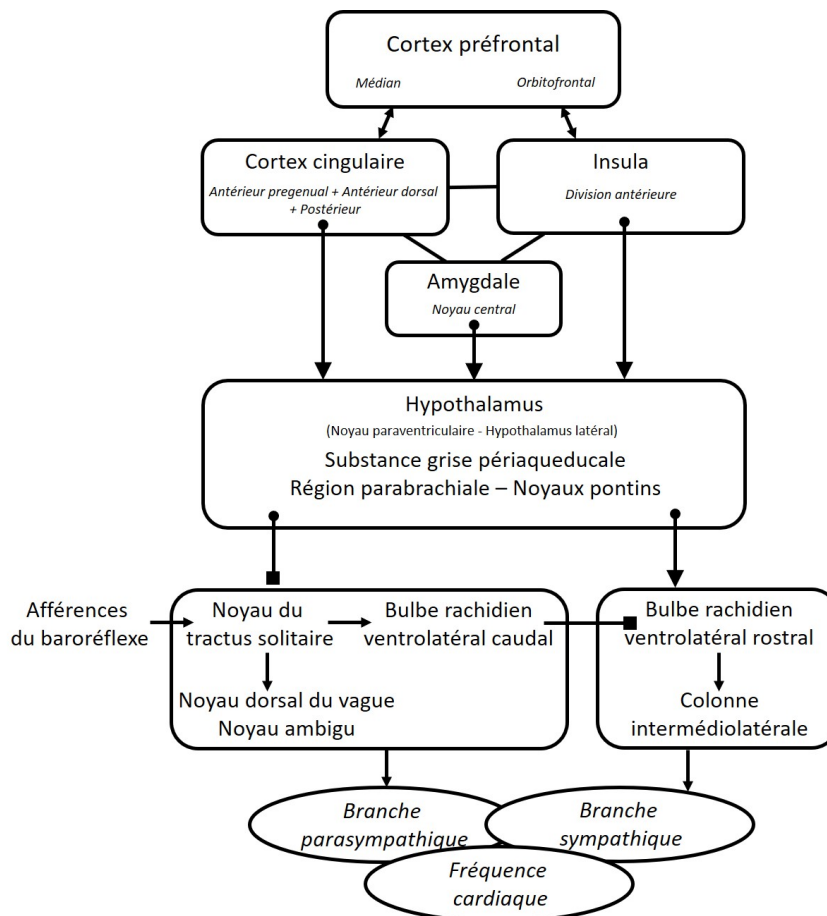 Cortex préfrontal
Médian
Orbitofrontal
Cortex cingulaire
Antérieur pregenual + Antérieur dorsal
+ Postérieur
Insula
Division antérieure
Amygdale
Noyau central
Hypothalamus
(Noyau paraventriculaire - Hypothalamus latéral)
Substance grise périaqueducale
Région parabrachiale – Noyaux pontins
Afférences
du baroréflexe
Noyau du
tractus solitaire
Bulbe rachidien
ventrolatéral caudal
Bulbe rachidien
ventrolatéral rostral
Noyau dorsal du vague
Noyau ambigu
Colonne
intermédiolatérale
Branche
parasympathique
Branche
sympathique
Fréquence
cardiaque